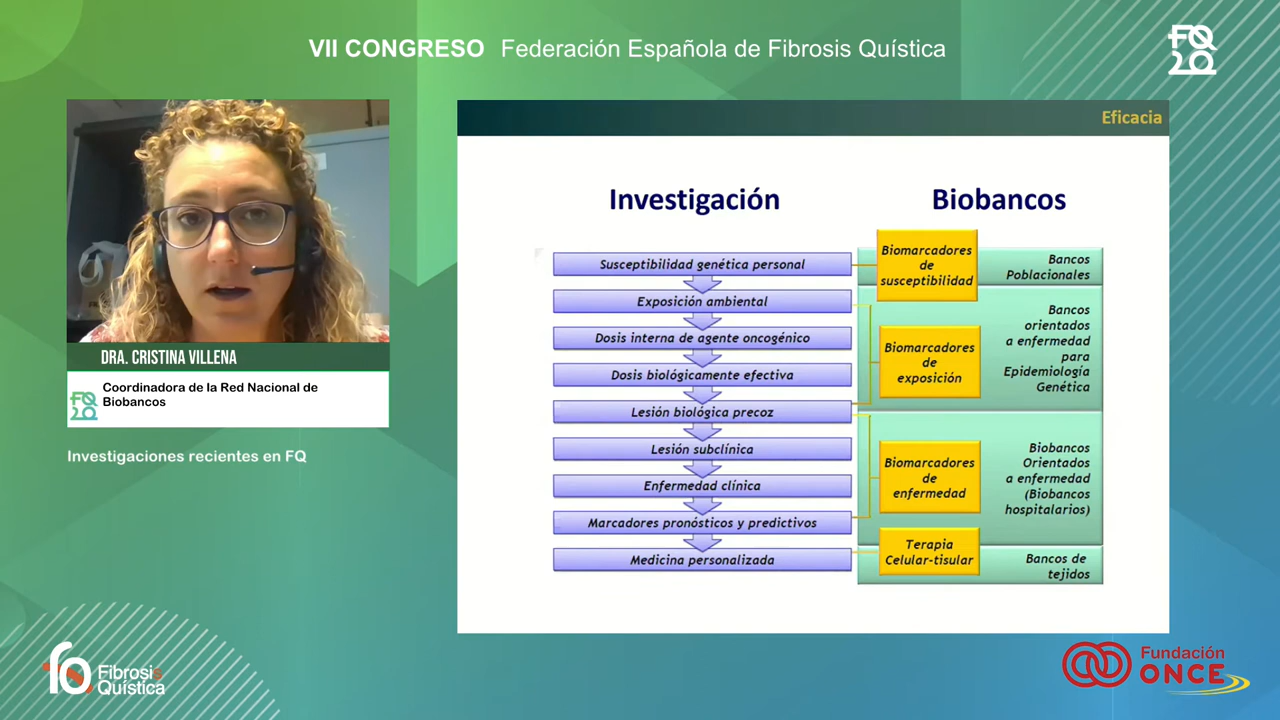 VII CONGRESO Federación Española de Fibrosis Quística
FQ
20
DRA. CRISTINA VILLENA
Coordinadora de la Red Nacional de
Biobancos
FQ
20
Investigaciones recientes en FQ
Eficacia
Investigación
Biobancos
Susceptibilidad genética personal
Exposición ambiental
Dosis interna de agente oncogénico
Dosis biológicamente efectiva
Lesión biológica precoz
Lesión subclínica
Enfermedad clínica
Marcadores pronósticos y predictivos
Medicina personalizada
Biomarcadores
de
susceptibilidad
Bancos
Poblacionales
Biomarcadores
de
exposición
Bancos
orientados
a enfermedad
para
Epidemiología
Genética
Biomarcadores
de
enfermedad
Biobancos
Orientados
a enfermedad
(Biobancos
hospitalarios)
Terapia
Celular-tisular
Bancos de
tejidos
Fibrosis
Quística
Fundación
ONCE